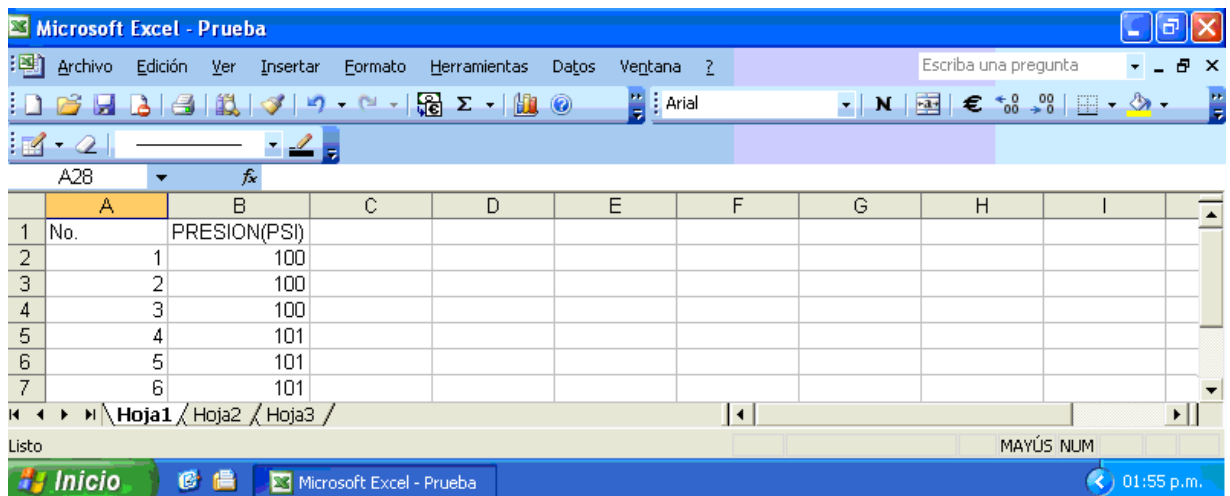 Microsoft Excel - Prueba
Archivo Edición Ver Insertar Formato Herramientas Datos Ventana ? Escriba una pregunta
Σ Arial N €
A28 fx
A B C D E F G H I
1 No. PRESION(PSI)
2 1 100
3 2 100
4 3 100
5 4 101
6 5 101
7 6 101
Hoja1 / Hoja2 / Hoja3 /
Listo MAYÚS NUM
Inicio Microsoft Excel - Prueba 01:55 p.m.